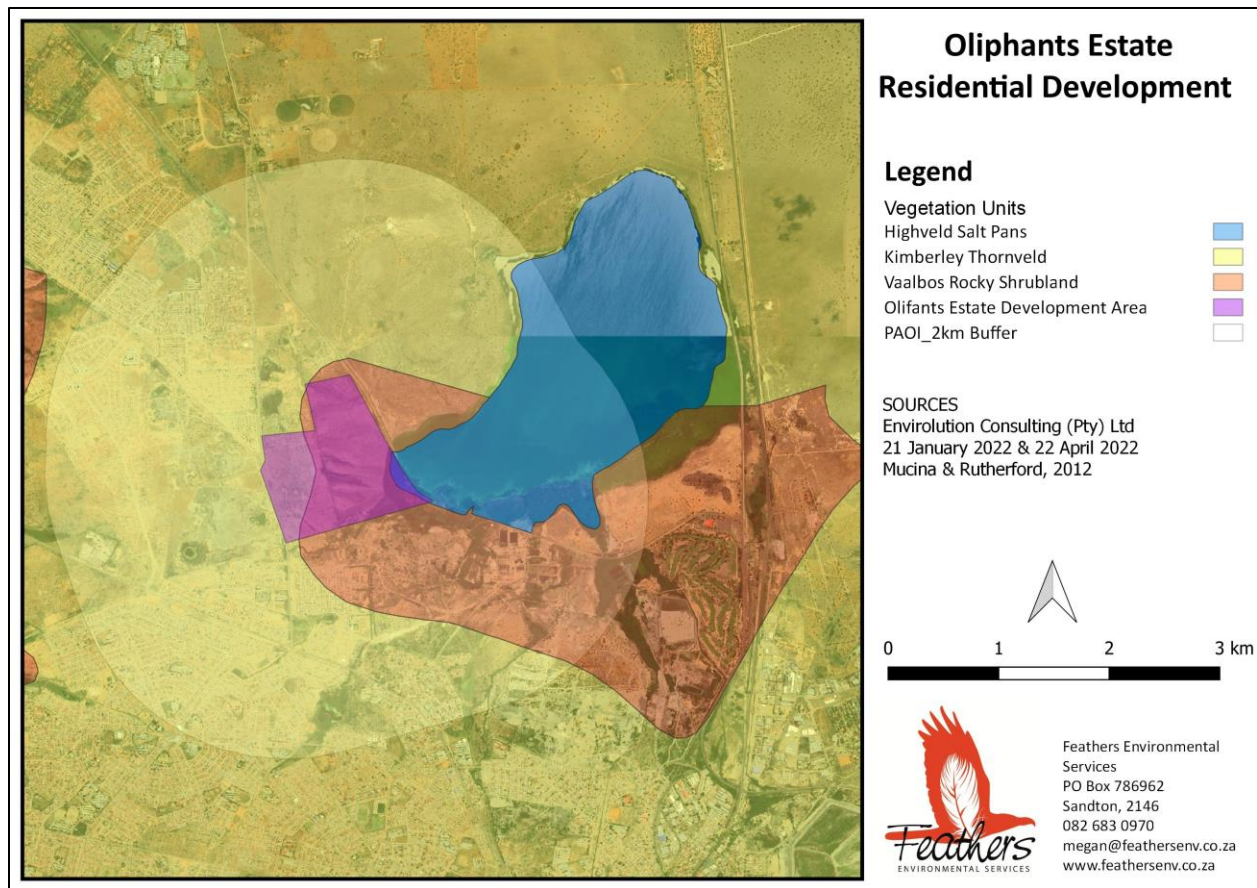 Oliphants Estate
Residential Development
Legend
Vegetation Units
Highveld Salt Pans
Kimberley Thornveld
Vaalbos Rocky Shrubland
Olifants Estate Development Area
PAOI_2km Buffer
SOURCES
Envirolution Consulting (Pty) Ltd
21 January 2022 & 22 April 2022
Mucina & Rutherford, 2012
0 1 2 3 km
Feathers
ENVIRONMENTAL SERVICES
Feathers Environmental
Services
PO Box 786962
Sandton, 2146
082 683 0970
megan@feathersenv.co.za
www.feathersenv.co.za